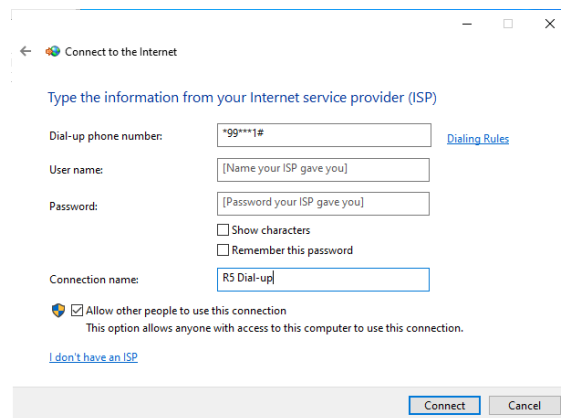 Connect to the Internet
Type the information from your Internet service provider (ISP)
Dial-up phone number: *99***1# Dialing Rules
User name: [Name your ISP gave you]
Password: [Password your ISP gave you]
Show characters
Remember this password
Connection name: R5 Dial-up
Allow other people to use this connection
This option allows anyone with access to this computer to use this connection.
I don't have an ISP
Connect Cancel